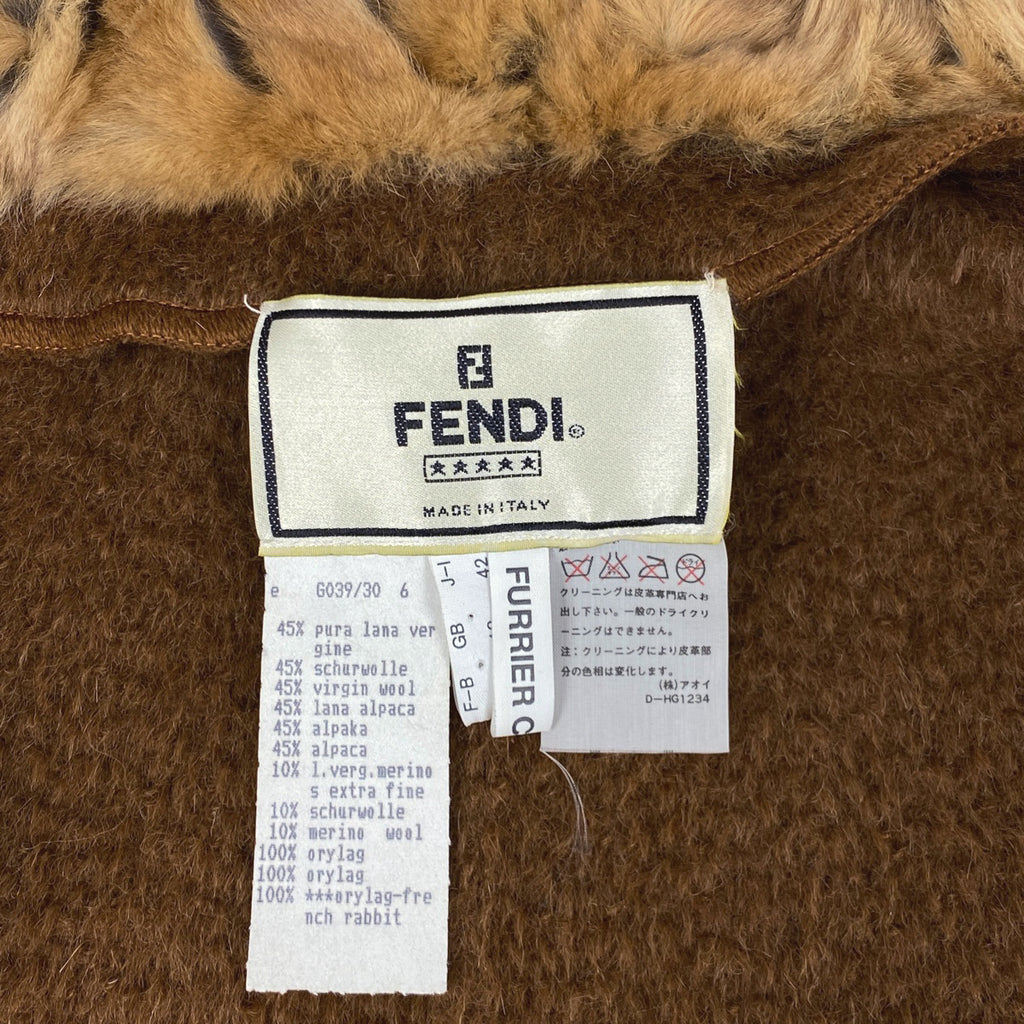 FENDI®
★★★★★
MADE IN ITALY
e G039/30 6
45% pura lana ver
gine
45% schurwolle
45% virgin wool
45% lana alpaca
45% alpaka
45% alpaca
10% l.verg.merino
s extra fine
10% schurwolle
10% merino wool
100% orylag
100% orylag
100% ***orylag-fre
nch rabbit
J-I 42
GB.
F-B.
FURRIER C
ドライ
クリーニングは皮革専門店へお
出し下さい。一般のドライクリ
ーニングはできません。
注：クリーニングにより皮革部
分の色相は変化します。
(株)アオイ
D-HG1234